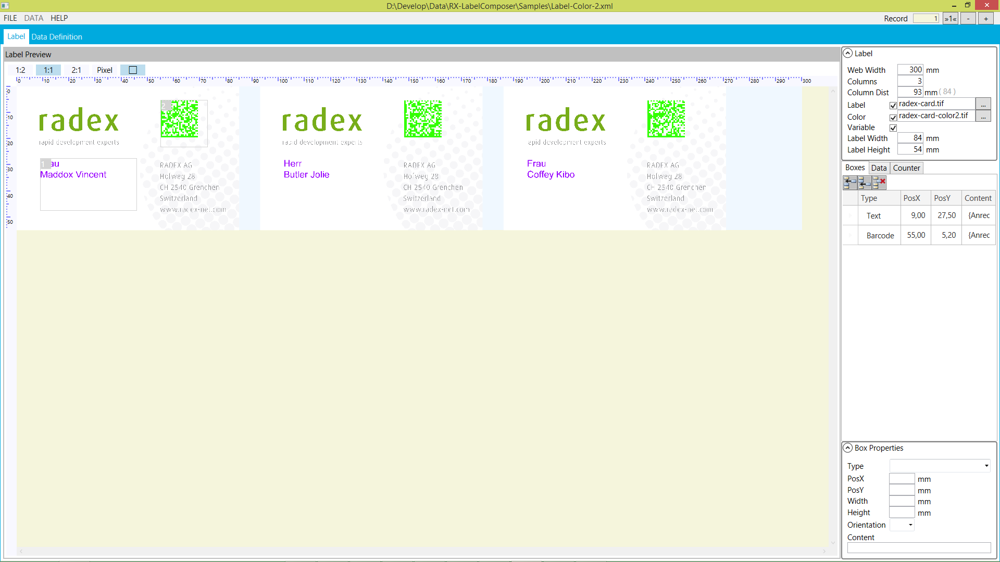 D:\Develop\Data\RX-LabelComposer\Samples\Label-Color-2.xml
FILE DATA HELP
Record 1 »1« - +
Label Data Definition
Label Preview
1:2 1:1 2:1 Pixel
0 10 20 30 40 50 60 70 80 90 100 110 120 130 140 150 160 170 180 190 200 210 220 230 240 250 260 270 280 290 300
0
10
20
30
40
50
radex
rapid development experts
1 au
Maddox Vincent
2
RADEX AG
Hofweg 28
CH 2540 Grenchen
Switzerland
www.radex-net.com
radex
rapid development experts
Herr
Butler Jolie
RADEX AG
Hofweg 28
CH 2540 Grenchen
Switzerland
www.radex-net.com
radex
apid development experts
Frau
Coffey Kibo
RADEX AG
Hofweg 28
CH 2540 Grenchen
Switzerland
www.radex-net.com
Label
Web Width 300 mm
Columns 3
Column Dist 93 mm ( 84 )
Label radex-card.tif ...
Color radex-card-color2.tif ...
Variable
Label Width 84 mm
Label Height 54 mm
Boxes Data Counter
Type PosX PosY Content
Text 9,00 27,50 {Anrec
Barcode 55,00 5,20 {Anrec
Box Properties
Type
PosX mm
PosY mm
Width mm
Height mm
Orientation
Content